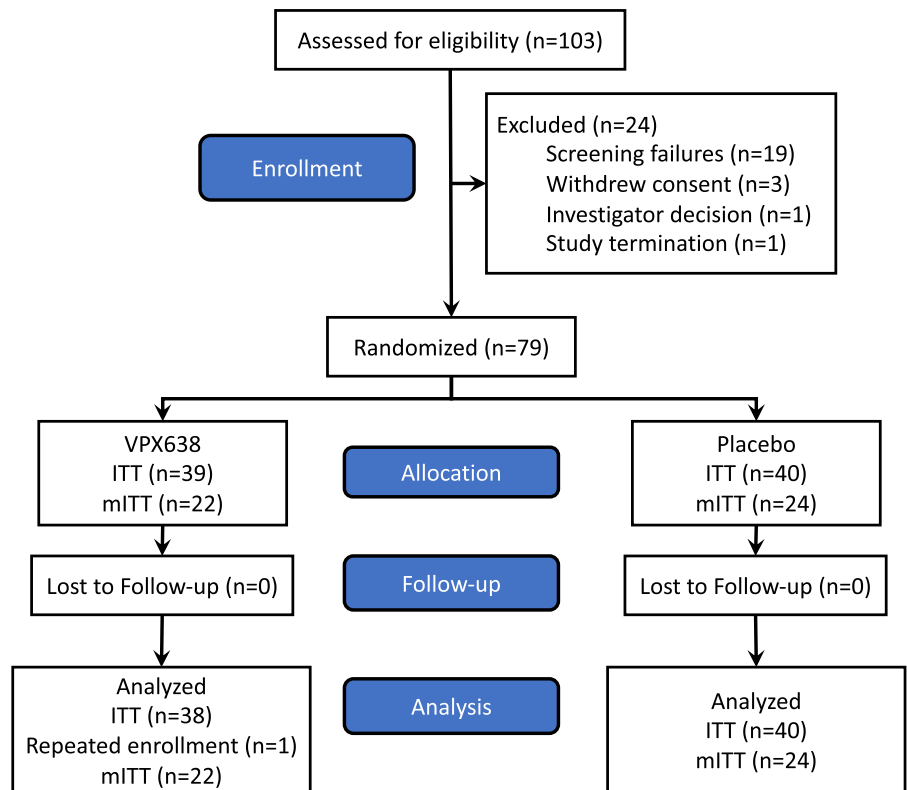 Assessed for eligibility (n=103)
Excluded (n=24)
Screening failures (n=19)
Withdrew consent (n=3)
Investigator decision (n=1)
Study termination (n=1)
Enrollment
Randomized (n=79)
VPX638
ITT (n=39)
mITT (n=22)
Allocation
Placebo
ITT (n=40)
mITT (n=24)
Lost to Follow-up (n=0)
Follow-up
Lost to Follow-up (n=0)
Analyzed
ITT (n=38)
Repeated enrollment (n=1)
mITT (n=22)
Analysis
Analyzed
ITT (n=40)
mITT (n=24)